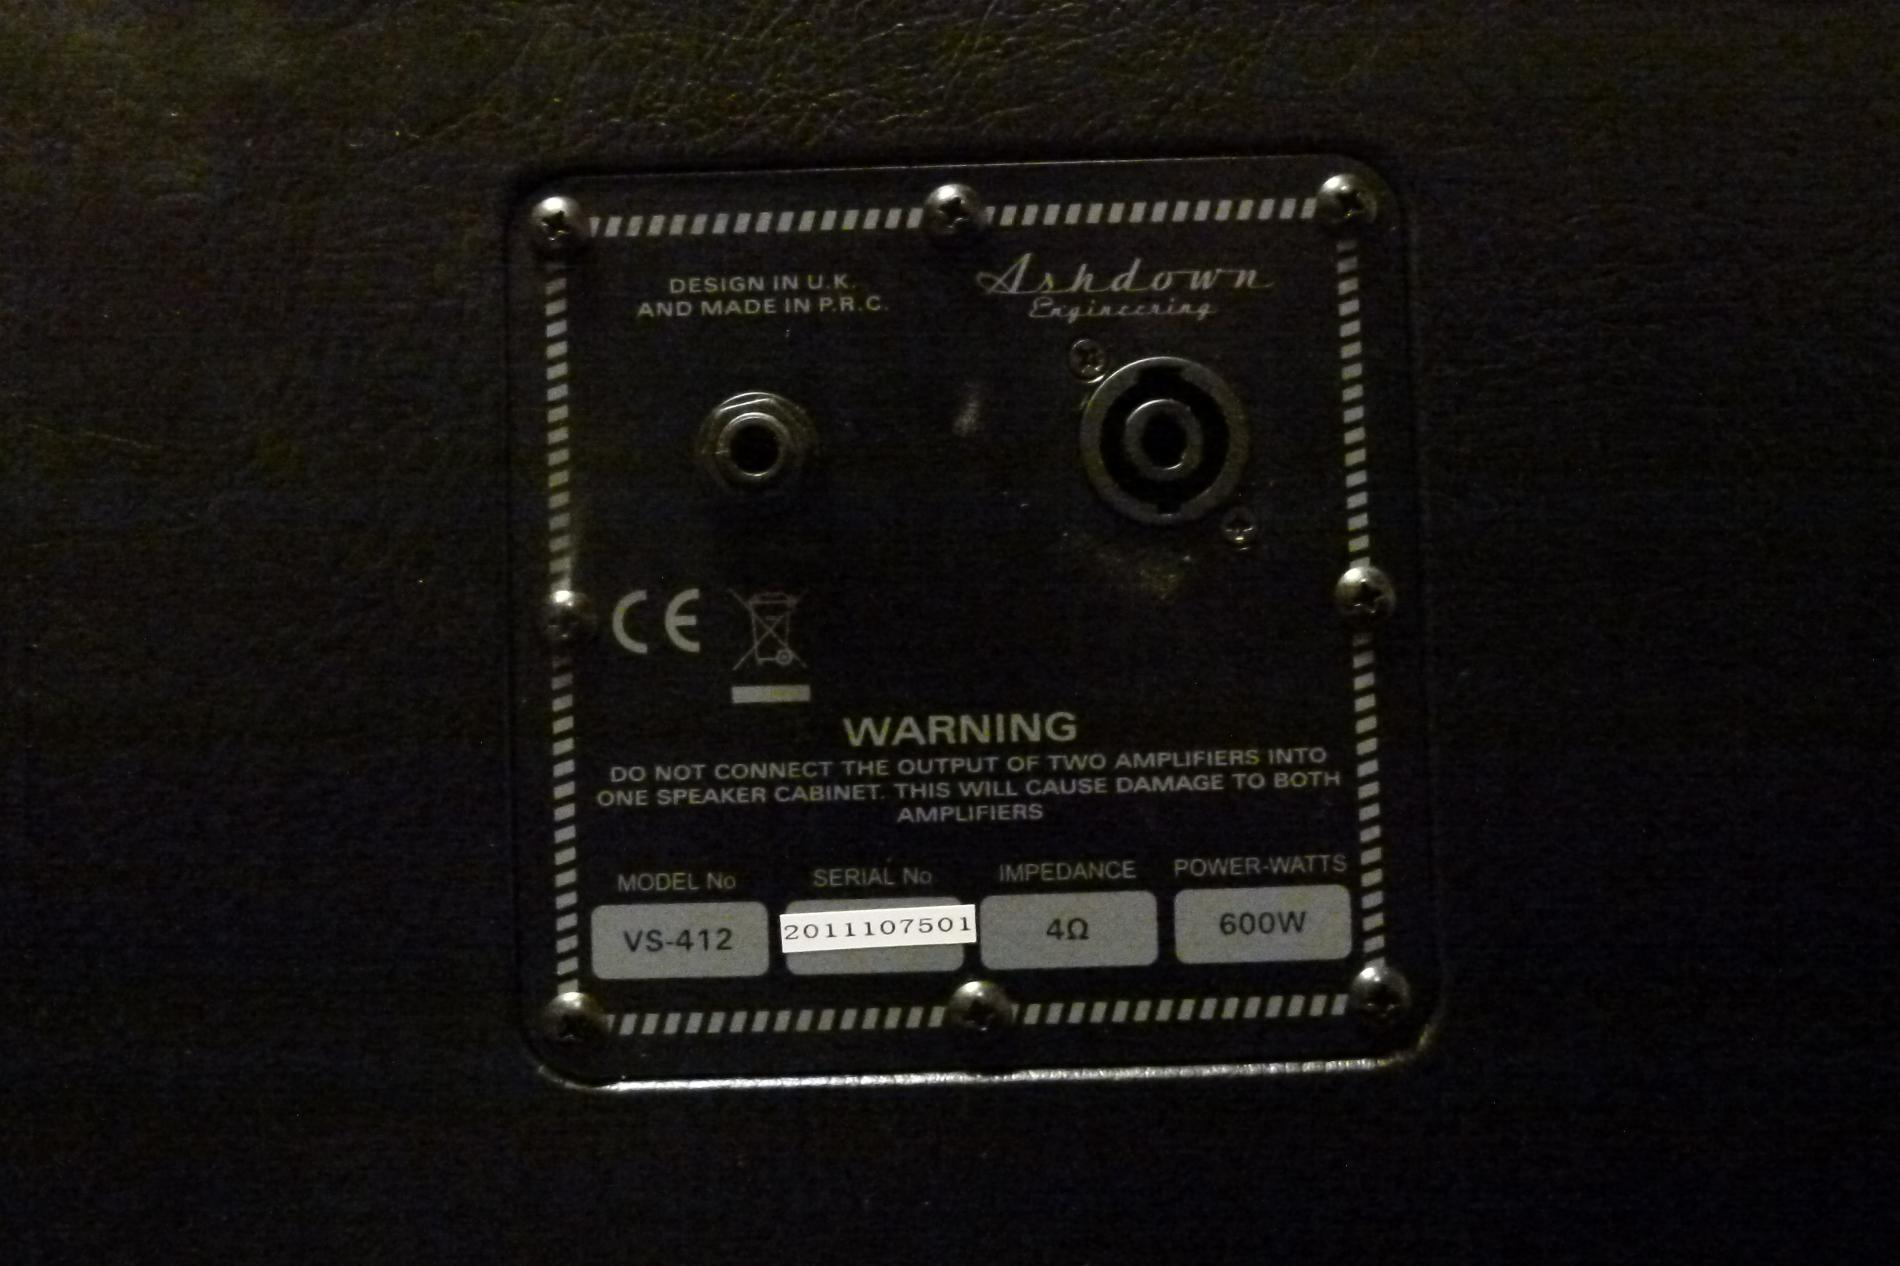 DESIGN IN U.K.
AND MADE IN P.R.C.
Ashdown
Engineering
CE
WARNING
DO NOT CONNECT THE OUTPUT OF TWO AMPLIFIERS INTO
ONE SPEAKER CABINET. THIS WILL CAUSE DAMAGE TO BOTH
AMPLIFIERS
MODEL No SERIAL No IMPEDANCE POWER-WATTS
VS-412 2011107501 4Ω 600W